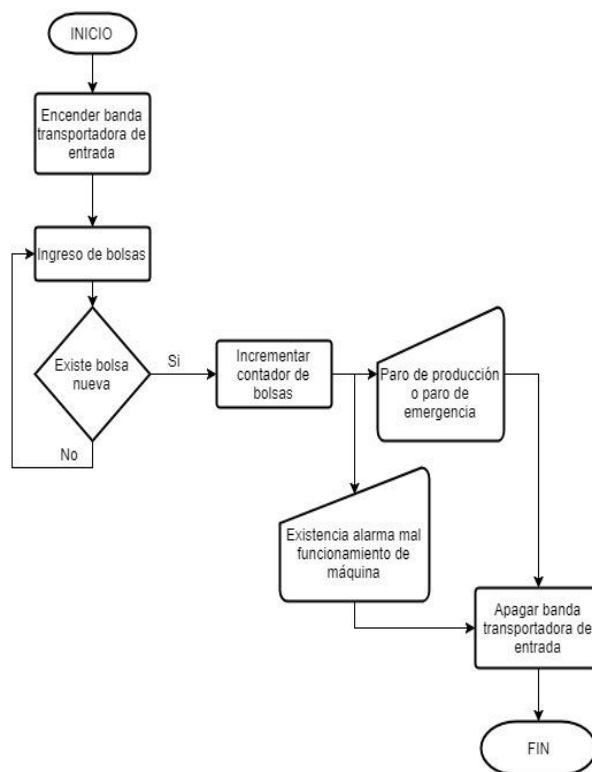 INICIO
Encender banda
transportadora de
entrada
Ingreso de bolsas
Existe bolsa
nueva
Si
No
Incrementar
contador de
bolsas
Paro de producción
o paro de
emergencia
Existencia alarma mal
funcionamiento de
máquina
Apagar banda
transportadora de
entrada
FIN